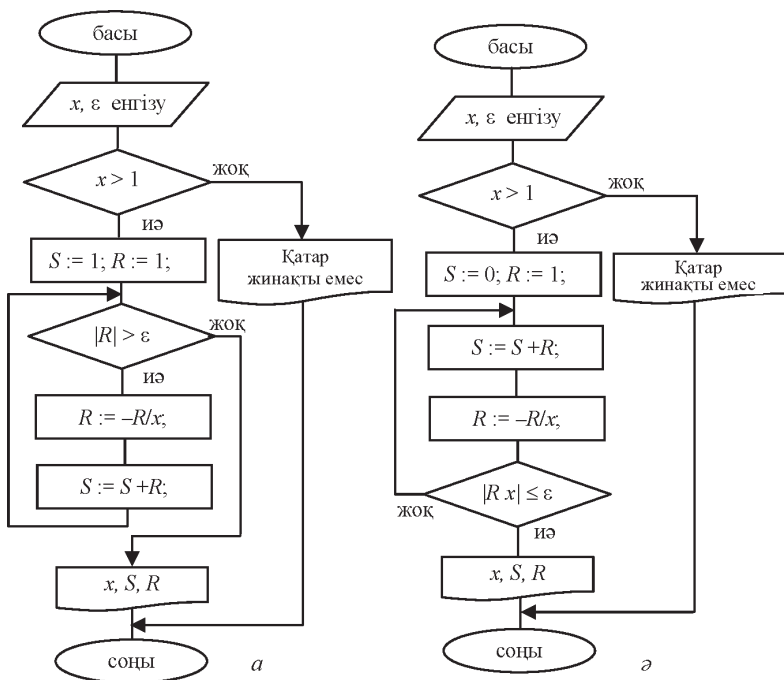 басы
x, ε енгізу
x > 1
жоқ
иә
S := 1; R := 1;
Қатар
жинақты емес
|R| > ε
жоқ
иә
R := –R/x;
S := S +R;
x, S, R
соңы
а
басы
x, ε енгізу
x > 1
жоқ
иә
S := 0; R := 1;
Қатар
жинақты емес
S := S +R;
R := –R/x;
|R x| ≤ ε
жоқ
иә
x, S, R
соңы
ә